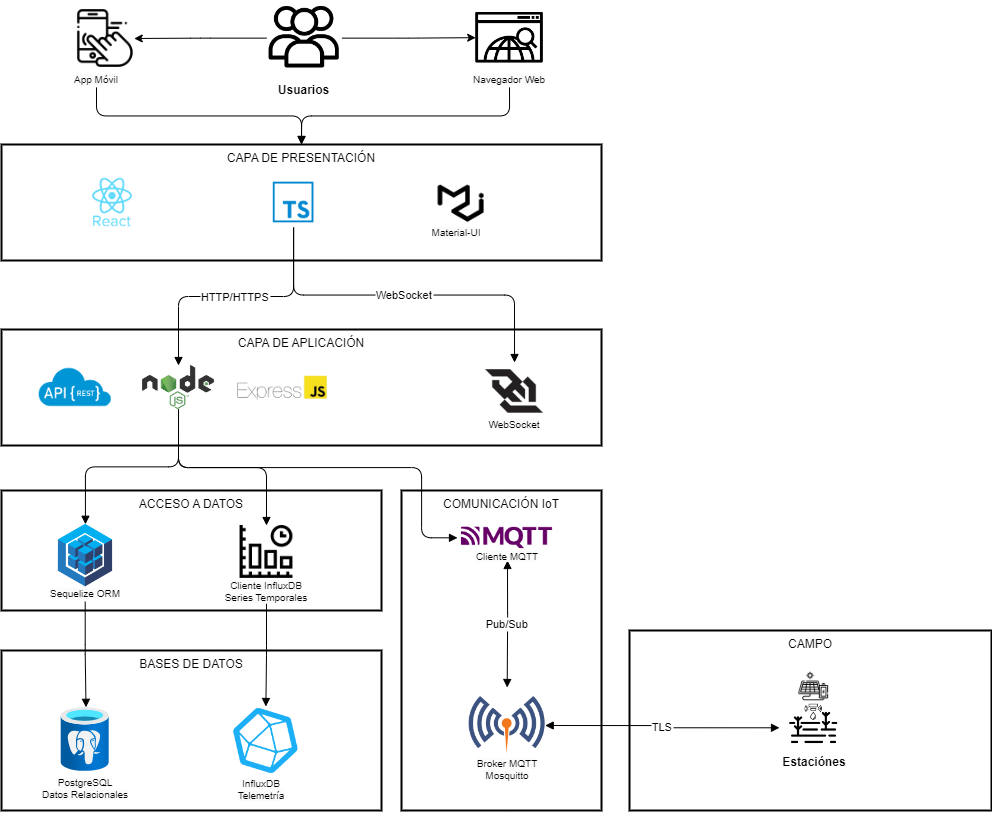 App Móvil
Usuarios
Navegador Web
CAPA DE PRESENTACIÓN
React
TS
Material-UI
HTTP/HTTPS
WebSocket
CAPA DE APLICACIÓN
API {REST}
node
JS
Express JS
WebSocket
ACCESO A DATOS
Sequelize ORM
Cliente InfluxDB
Series Temporales
COMUNICACIÓN IoT
MQTT
Cliente MQTT
Pub/Sub
Broker MQTT
Mosquitto
BASES DE DATOS
PostgreSQL
Datos Relacionales
InfluxDB
Telemetría
TLS
CAMPO
Estaciónes